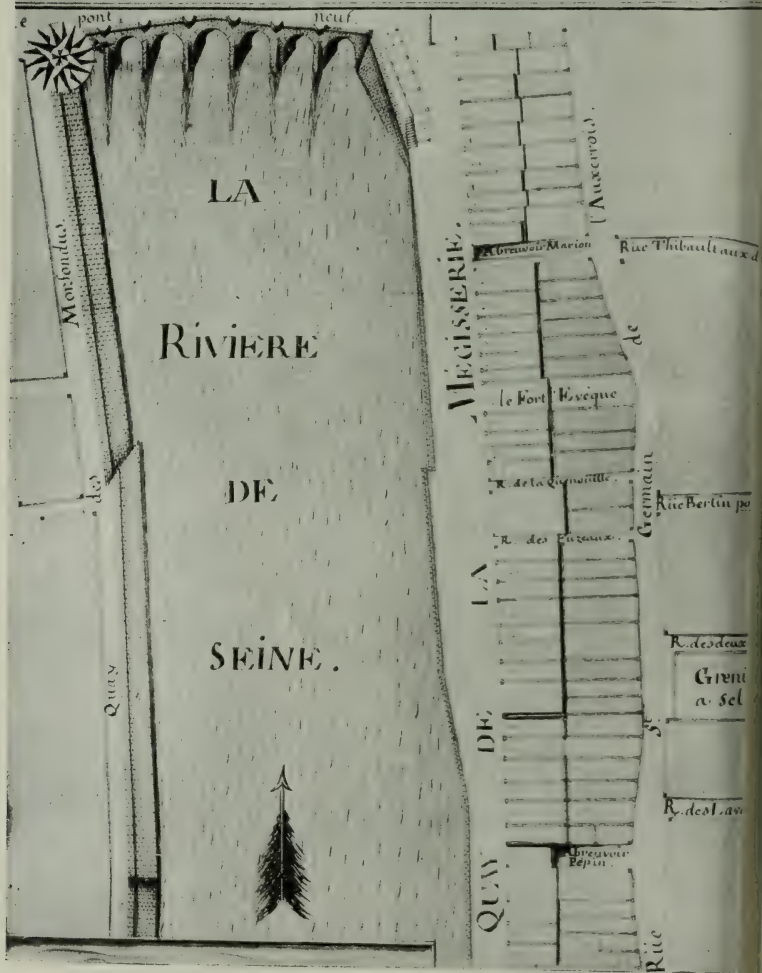 e
pont neuf
LA
RIVIERE
DE
SEINE.
Quay des Morfondus
QUAY DE LA MEGISSERIE.
Abreuvoir Marion
le Fort l'Evêque
R. de la Quenouille.
R. des Fuzeaux.
Abreuvoir
Pepin.
Rüe St. Germain de l'Auxerrois.
Rüe Thibault aux d
Rüe Bertin po
R. des deux
Greni
a Sel
R. des Lava